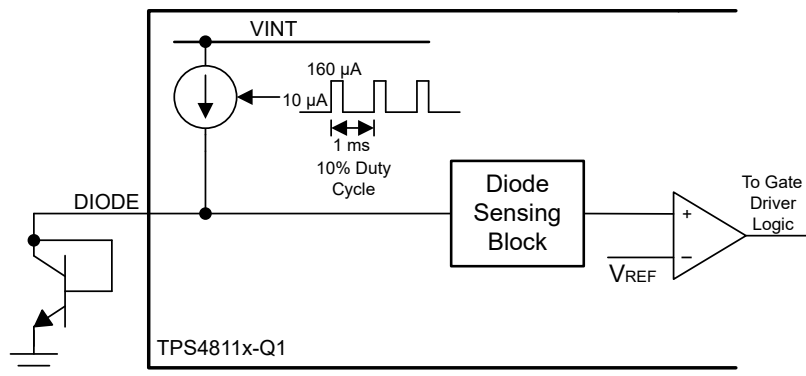 VINT
160 µA
10 µA
1 ms
10% Duty
Cycle
DIODE
Diode
Sensing
Block
+
−
VREF
To Gate
Driver
Logic
TPS4811x-Q1